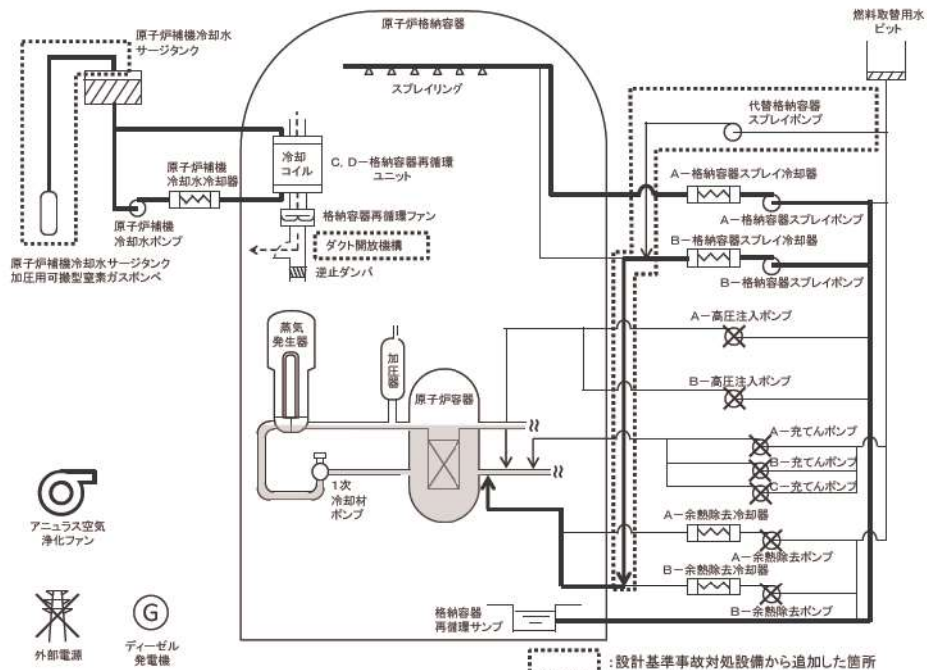 原子炉補機冷却水
サージタンク
原子炉格納容器
燃料取替用水
ピット
スプレイリング
代替格納容器
スプレイポンプ
冷却
コイル
C, D－格納容器再循環
ユニット
原子炉補機
冷却水冷却器
A－格納容器スプレイ冷却器
格納容器再循環ファン
A－格納容器スプレイポンプ
原子炉補機
冷却水ポンプ
ダクト開放機構
B－格納容器スプレイ冷却器
原子炉補機冷却水サージタンク
加圧用可搬型窒素ガスボンベ
逆止ダンパ
B－格納容器スプレイポンプ
蒸気
発生器
加圧器
A－高圧注入ポンプ
原子炉容器
B－高圧注入ポンプ
A－充てんポンプ
B－充てんポンプ
C－充てんポンプ
1次
冷却材
ポンプ
アニュラス空気
浄化ファン
A－余熱除去冷却器
A－余熱除去ポンプ
B－余熱除去冷却器
B－余熱除去ポンプ
格納容器
再循環サンプ
外部電源
G
ディーゼル
発電機
：設計基準事故対処設備から追加した箇所